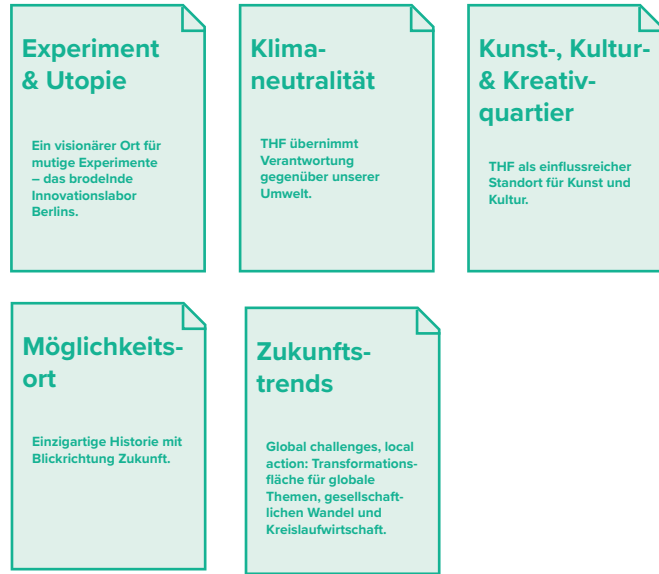 Experiment
& Utopie
Ein visionärer Ort für
mutige Experimente
– das brodelnde
Innovationslabor
Berlins.
Klima-
neutralität
THF übernimmt
Verantwortung
gegenüber unserer
Umwelt.
Kunst-, Kultur-
& Kreativ-
quartier
THF als einflussreicher
Standort für Kunst und
Kultur.
Möglichkeits-
ort
Einzigartige Historie mit
Blickrichtung Zukunft.
Zukunfts-
trends
Global challenges, local
action: Transformations-
fläche für globale
Themen, gesellschaft-
lichen Wandel und
Kreislaufwirtschaft.